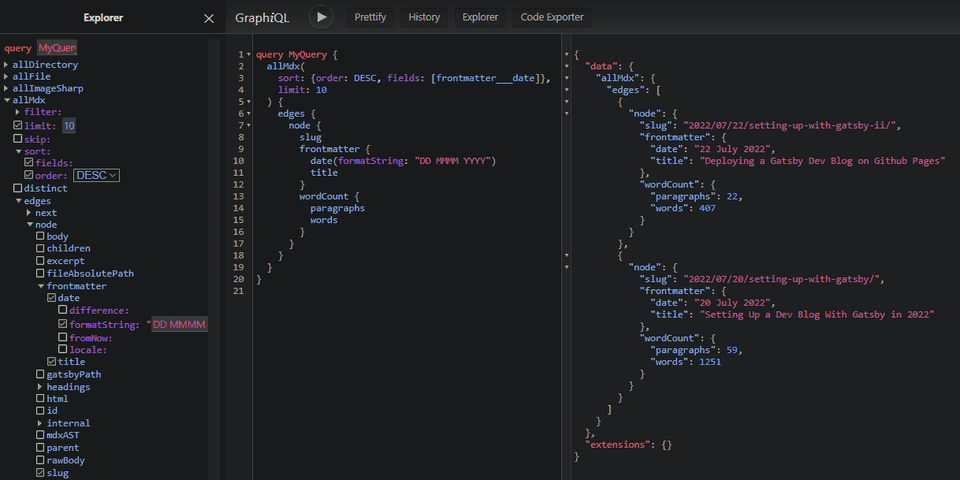 Explorer
query MyQuer
allDirectory
allFile
allImageSharp
allMdx
filter:
limit: 10
skip:
sort:
fields:
order: DESC
distinct
edges
next
node
body
children
excerpt
fileAbsolutePath
frontmatter
date
difference:
formatString: "DD MMMM
fromNow:
locale:
title
gatsbyPath
headings
html
id
internal
mdxAST
parent
rawBody
slug
GraphiQL Prettify History Explorer Code Exporter
1 query MyQuery {
2 allMdx(
3 sort: {order: DESC, fields: [frontmatter___date]},
4 limit: 10
5 ) {
6 edges {
7 node {
8 slug
9 frontmatter {
10 date(formatString: "DD MMMM YYYY")
11 title
12 }
13 wordCount {
14 paragraphs
15 words
16 }
17 }
18 }
19 }
20 }
21
{
"data": {
"allMdx": {
"edges": [
{
"node": {
"slug": "2022/07/22/setting-up-with-gatsby-ii/",
"frontmatter": {
"date": "22 July 2022",
"title": "Deploying a Gatsby Dev Blog on Github Pages"
},
"wordCount": {
"paragraphs": 22,
"words": 407
}
}
},
{
"node": {
"slug": "2022/07/20/setting-up-with-gatsby/",
"frontmatter": {
"date": "20 July 2022",
"title": "Setting Up a Dev Blog With Gatsby in 2022"
},
"wordCount": {
"paragraphs": 59,
"words": 1251
}
}
}
]
}
},
"extensions": {}
}